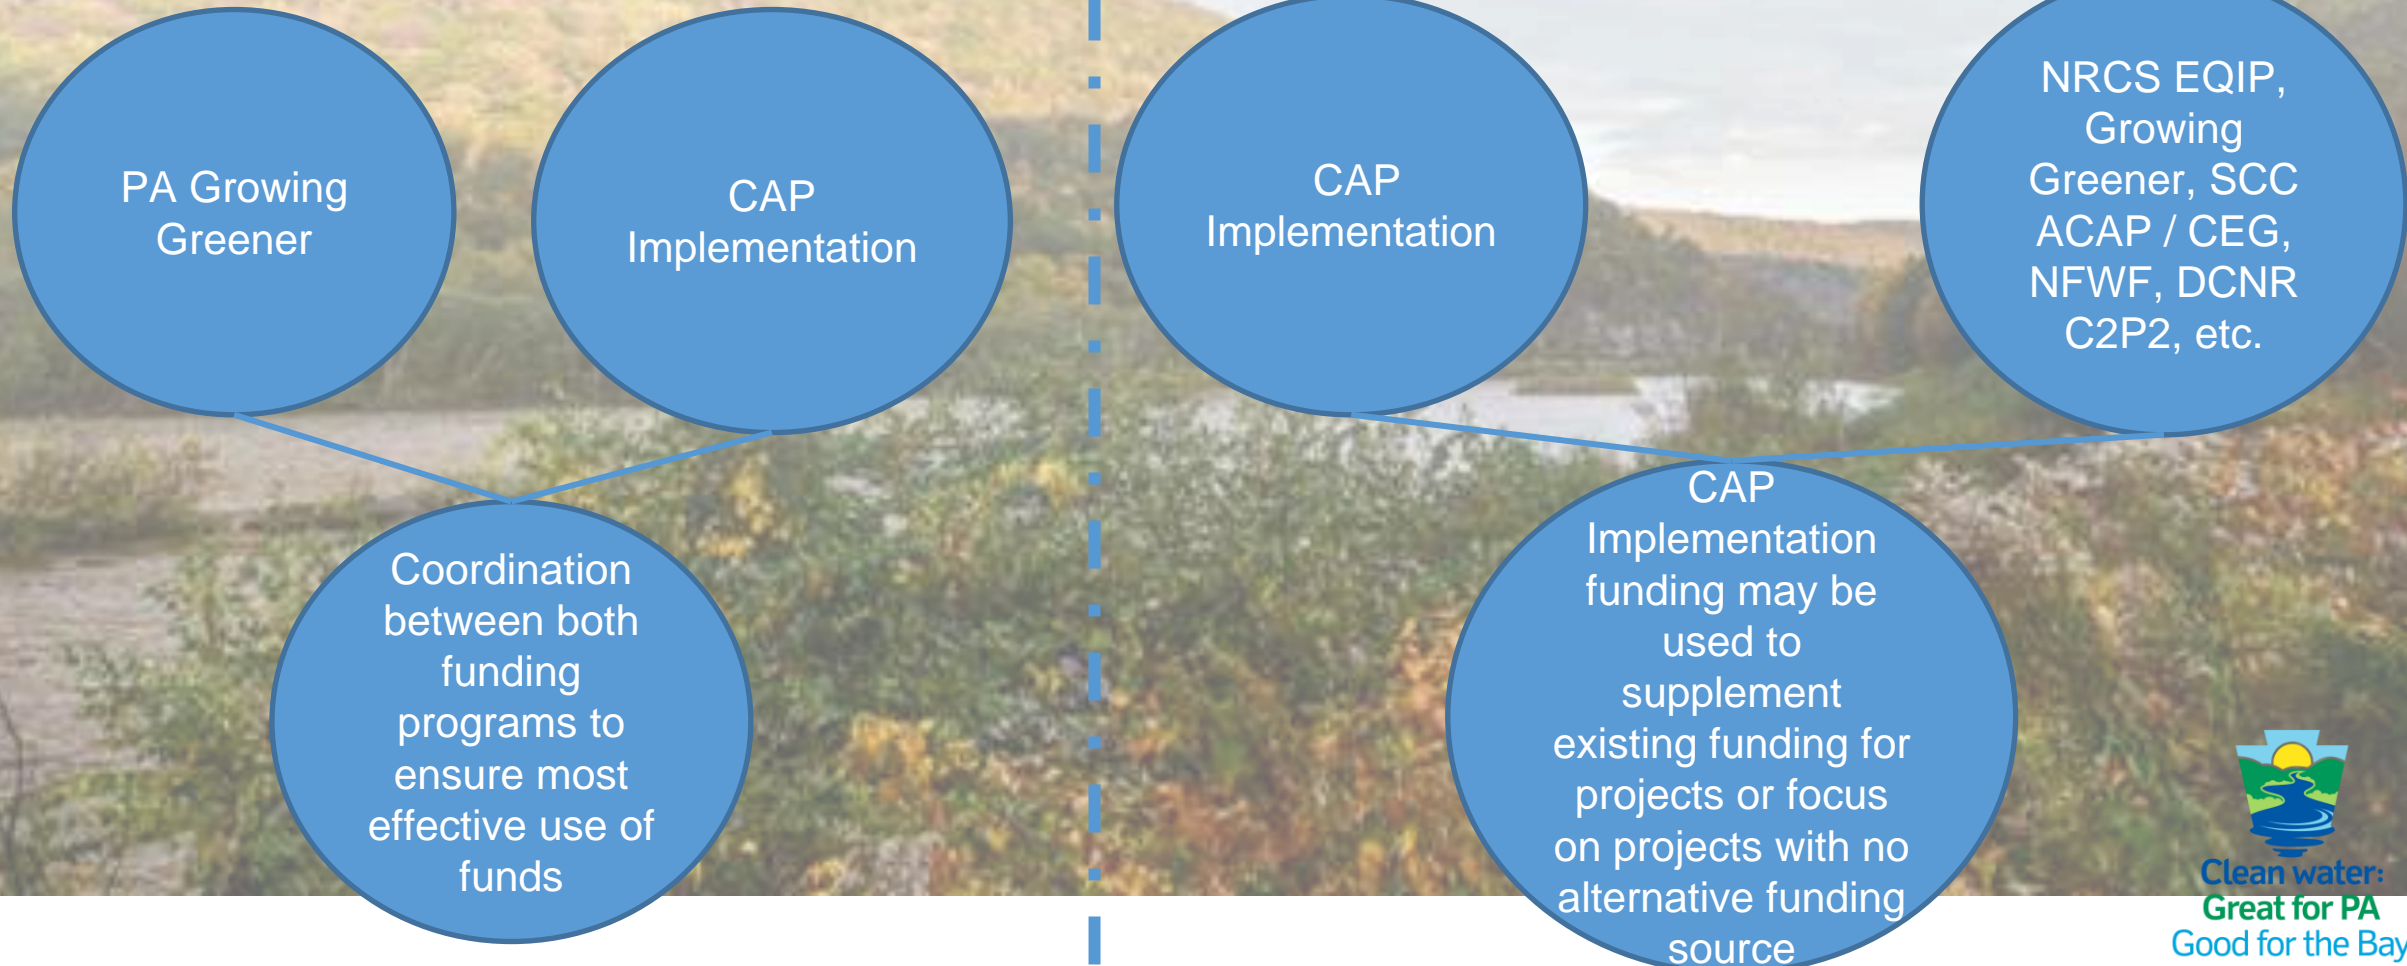 PA Growing
Greener
CAP
Implementation
Coordination
between both
funding
programs to
ensure most
effective use of
funds
CAP
Implementation
NRCS EQIP,
Growing
Greener, SCC
ACAP / CEG,
NFWF, DCNR
C2P2, etc.
CAP
Implementation
funding may be
used to
supplement
existing funding for
projects or focus
on projects with no
alternative funding
source
Clean water:
Great for PA
Good for the Bay